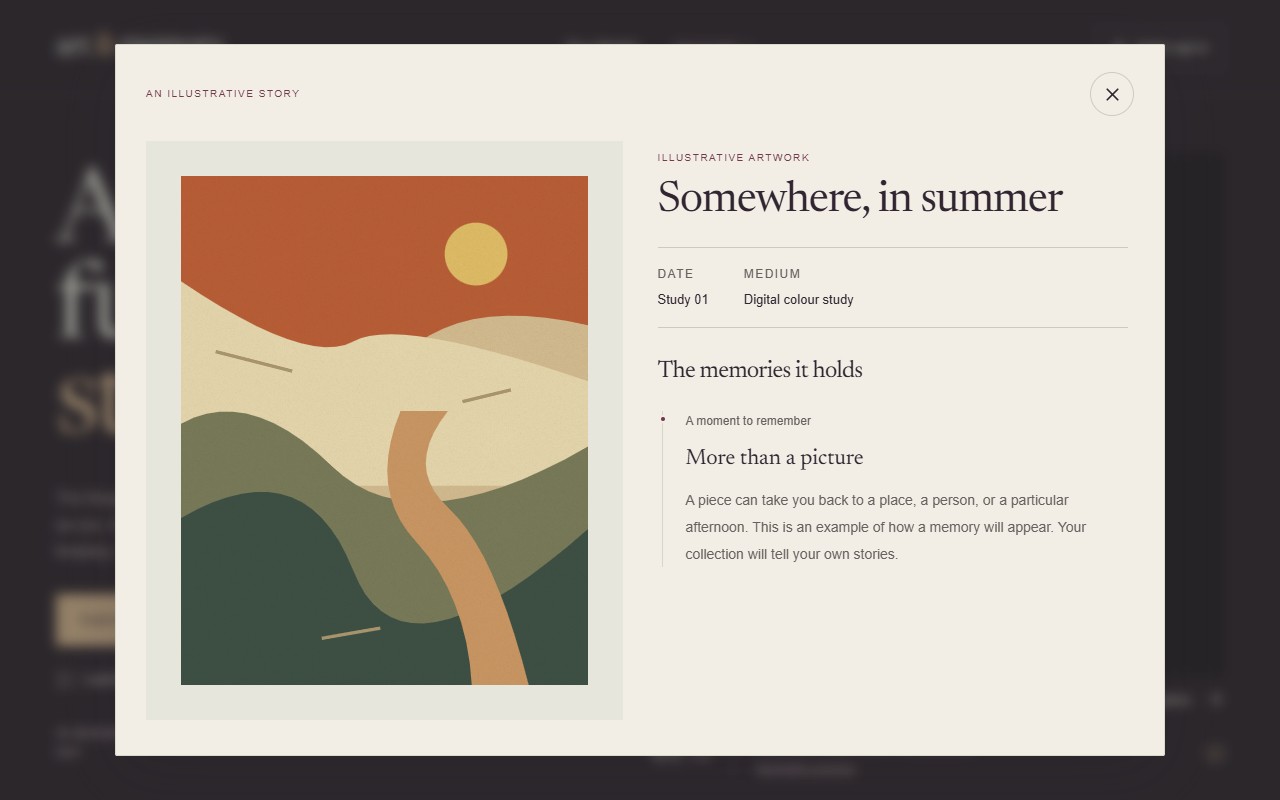 AN ILLUSTRATIVE STORY
ILLUSTRATIVE ARTWORK
Somewhere, in summer
DATE
MEDIUM
Study 01
Digital colour study
The memories it holds
A moment to remember
More than a picture
A piece can take you back to a place, a person, or a particular
afternoon. This is an example of how a memory will appear. Your
collection will tell your own stories.